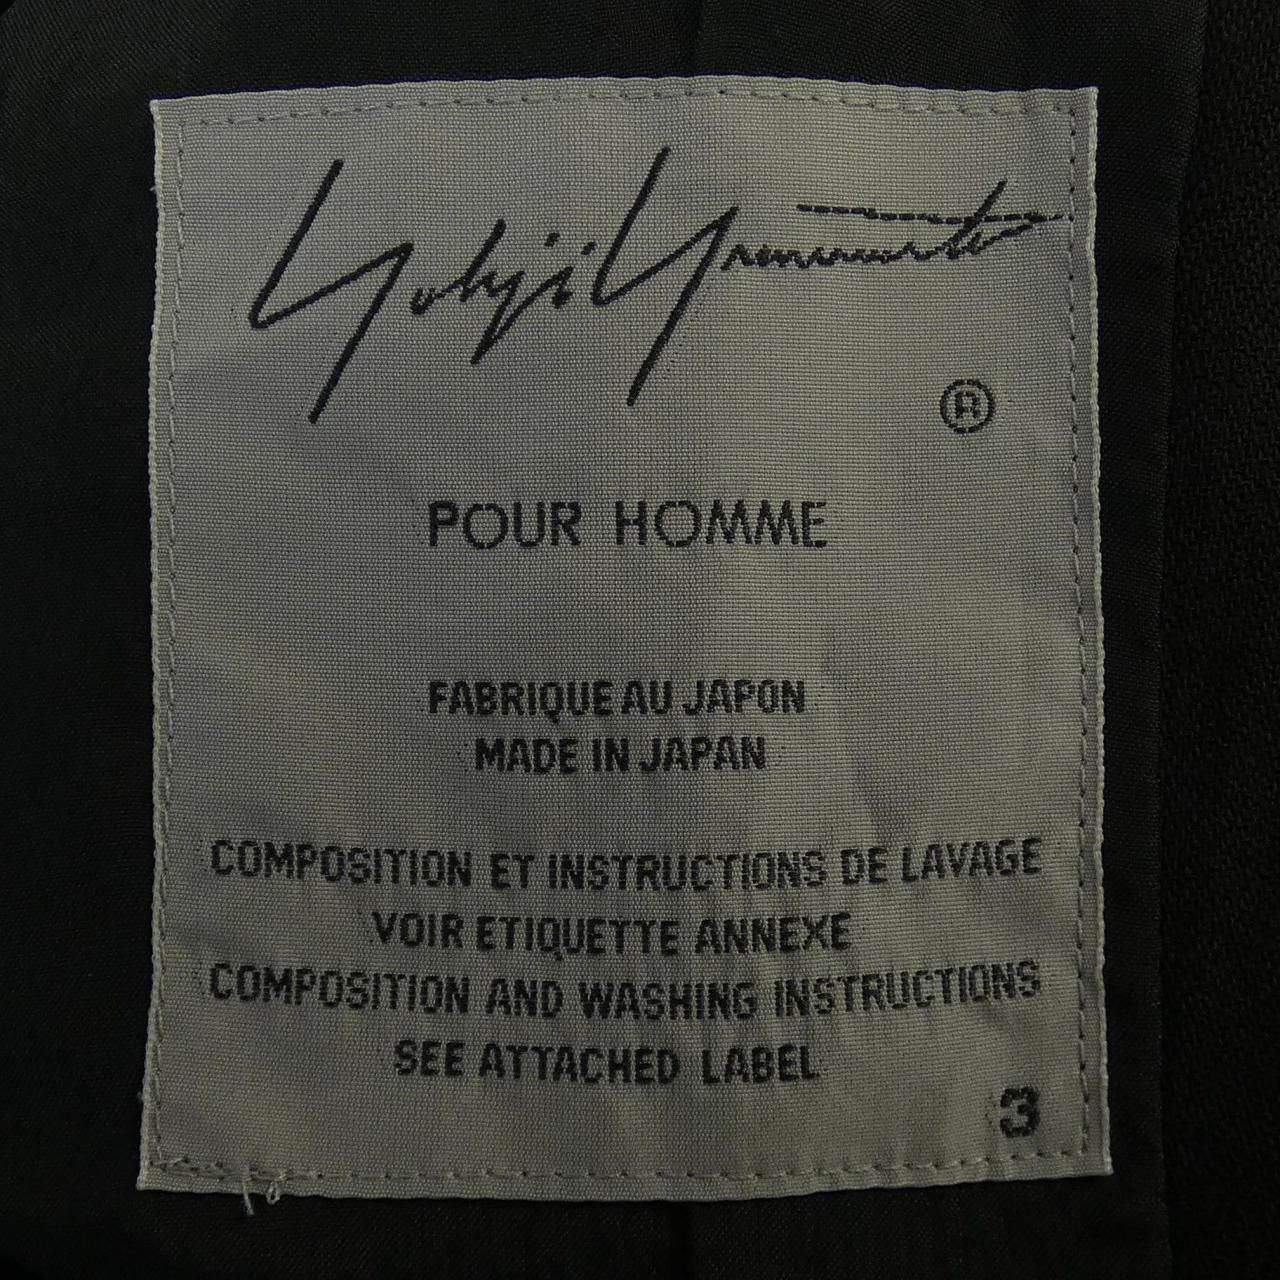 Yohji Yamamoto
®
POUR HOMME
FABRIQUE AU JAPON
MADE IN JAPAN
COMPOSITION ET INSTRUCTIONS DE LAVAGE
VOIR ETIQUETTE ANNEXE
COMPOSITION AND WASHING INSTRUCTIONS
SEE ATTACHED LABEL
3